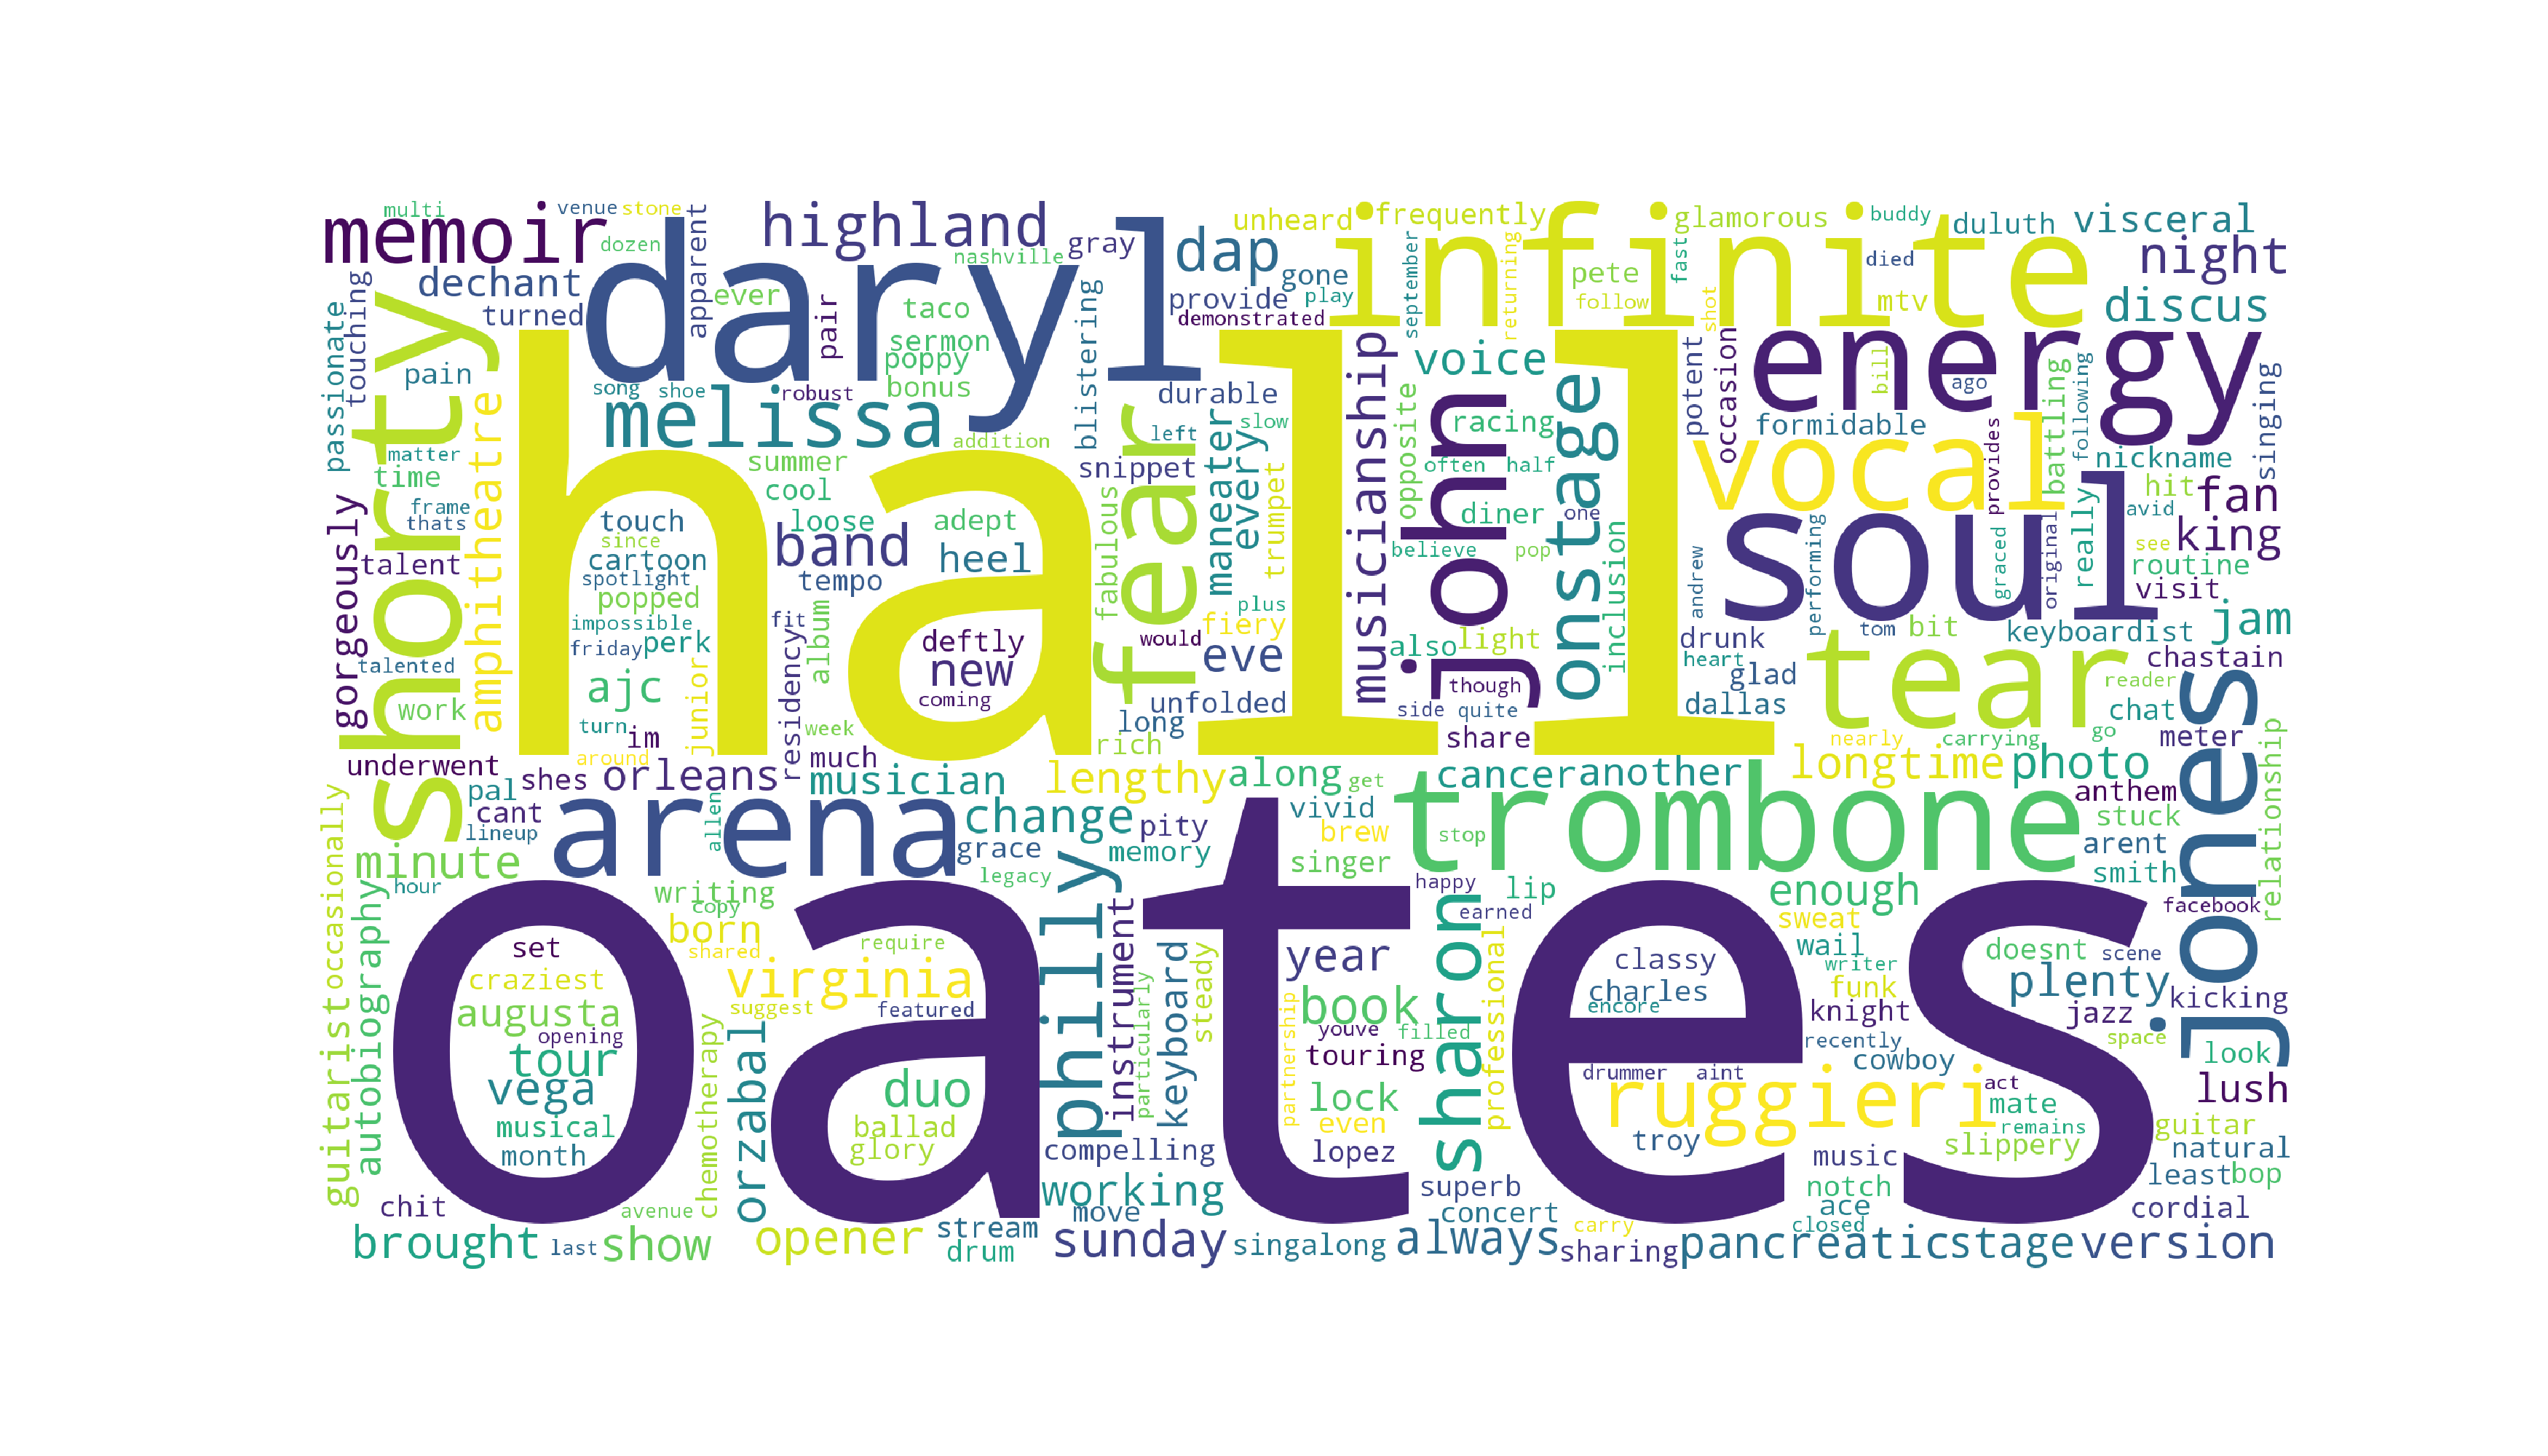 hall
oates
daryl
infinite
energy
soul
vocal
tear
trombone
jones
shorty
arena
john
fear
onstage
philly
sharon
ruggieri
memoir
highland
melissa
dap
musicianship
amphitheatre
multi
venue
stone
dozen
apparent
gray
nashville
unheard
frequently
glamorous
buddy
duluth
visceral
night
dechant
turned
ever
pair
taco
sermon
poppy
bonus
blistering
gone
provide
play
demonstrated
september
returning
pete
follow
fast
shot
died
mtv
discus
passionate
touching
pain
song
shoe
robust
durable
voice
racing
opposite
potent
occasion
bill
ago
formidable
battling
following
singing
matter
time
summer
cool
addition
left
slow
snippet
maneater
every
trumpet
often
half
provides
nickname
hit
fan
gorgeously
frame
thats
talent
touch
since
cartoon
spotlight
popped
impossible
friday
perk
loose
band
tempo
adept
heel
fabulous
diner
one
believe
pop
inclusion
andrew
performing
graced
original
avid
really
see
king
routine
visit
talented
work
ajc
junior
fit
residency
album
deftly
new
coming
would
plus
fiery
eve
also
light
though
drunk
heart
glad
tom
bit
keyboardist
jam
chastain
reader
turn
im
around
week
much
unfolded
long
rich
side
quite
share
dallas
nearly
carrying
go
chat
meter
relationship
underwent
shes
orleans
musician
lengthy
along
get
cancer
another
longtime
photo
pal
cant
lineup
allen
change
pity
vivid
brew
stop
anthem
stuck
minute
grace
memory
singer
arent
smith
hour
legacy
happy
lip
earned
enough
facebook
guitarist
occasionally
autobiography
writing
copy
born
shared
require
instrument
keyboard
steady
year
professional
sweat
wail
writer
doesnt
scene
set
craziest
augusta
opening
tour
vega
musical
month
virginia
suggest
featured
particularly
partnership
book
youve
filled
touring
classy
charles
encore
funk
knight
recently
plenty
jazz
kicking
space
look
orzabal
chemotherapy
duo
ballad
glory
lock
even
lopez
drummer
aint
cowboy
act
mate
remains
troy
slippery
lush
guitar
natural
compelling
working
music
notch
least
bop
chit
avenue
move
superb
concert
carry
ace
closed
cordial
brought
last
show
opener
stream
drum
sunday
singalong
always
sharing
pancreatic
stage
version